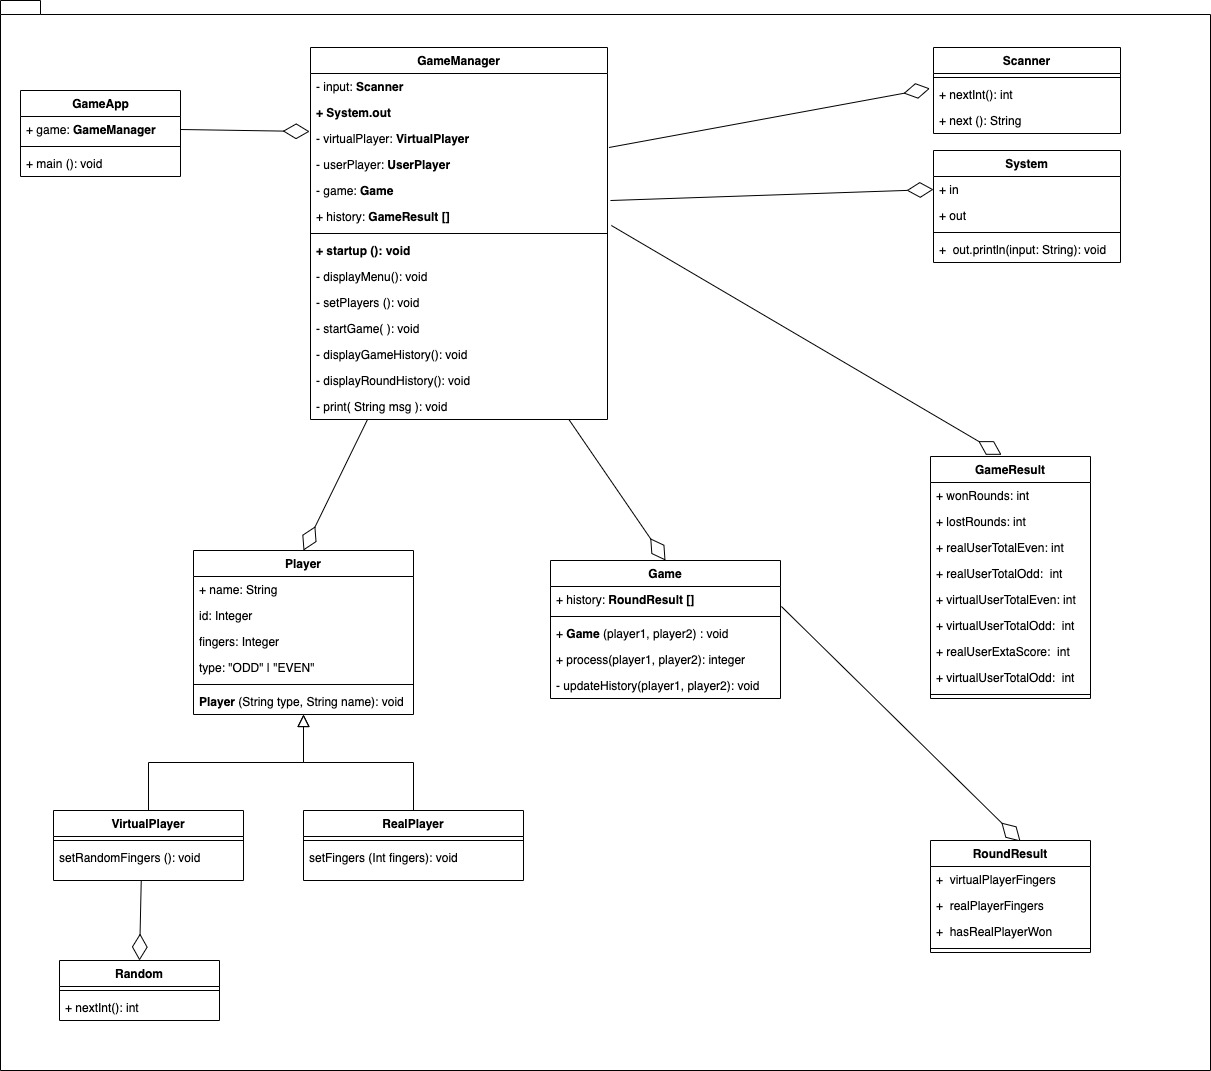 GameApp
+ game: GameManager
+ main (): void
GameManager
- input: Scanner
+ System.out
- virtualPlayer: VirtualPlayer
- userPlayer: UserPlayer
- game: Game
+ history: GameResult []
+ startup (): void
- displayMenu(): void
- setPlayers (): void
- startGame( ): void
- displayGameHistory(): void
- displayRoundHistory(): void
- print( String msg ): void
Scanner
+ nextInt(): int
+ next (): String
System
+ in
+ out
+ out.println(input: String): void
GameResult
+ wonRounds: int
+ lostRounds: int
+ realUserTotalEven: int
+ realUserTotalOdd: int
+ virtualUserTotalEven: int
+ virtualUserTotalOdd: int
+ realUserExtaScore: int
+ virtualUserTotalOdd: int
Player
+ name: String
id: Integer
fingers: Integer
type: "ODD" | "EVEN"
Player (String type, String name): void
Game
+ history: RoundResult []
+ Game (player1, player2) : void
+ process(player1, player2): integer
- updateHistory(player1, player2): void
VirtualPlayer
setRandomFingers (): void
RealPlayer
setFingers (Int fingers): void
RoundResult
+ virtualPlayerFingers
+ realPlayerFingers
+ hasRealPlayerWon
Random
+ nextInt(): int